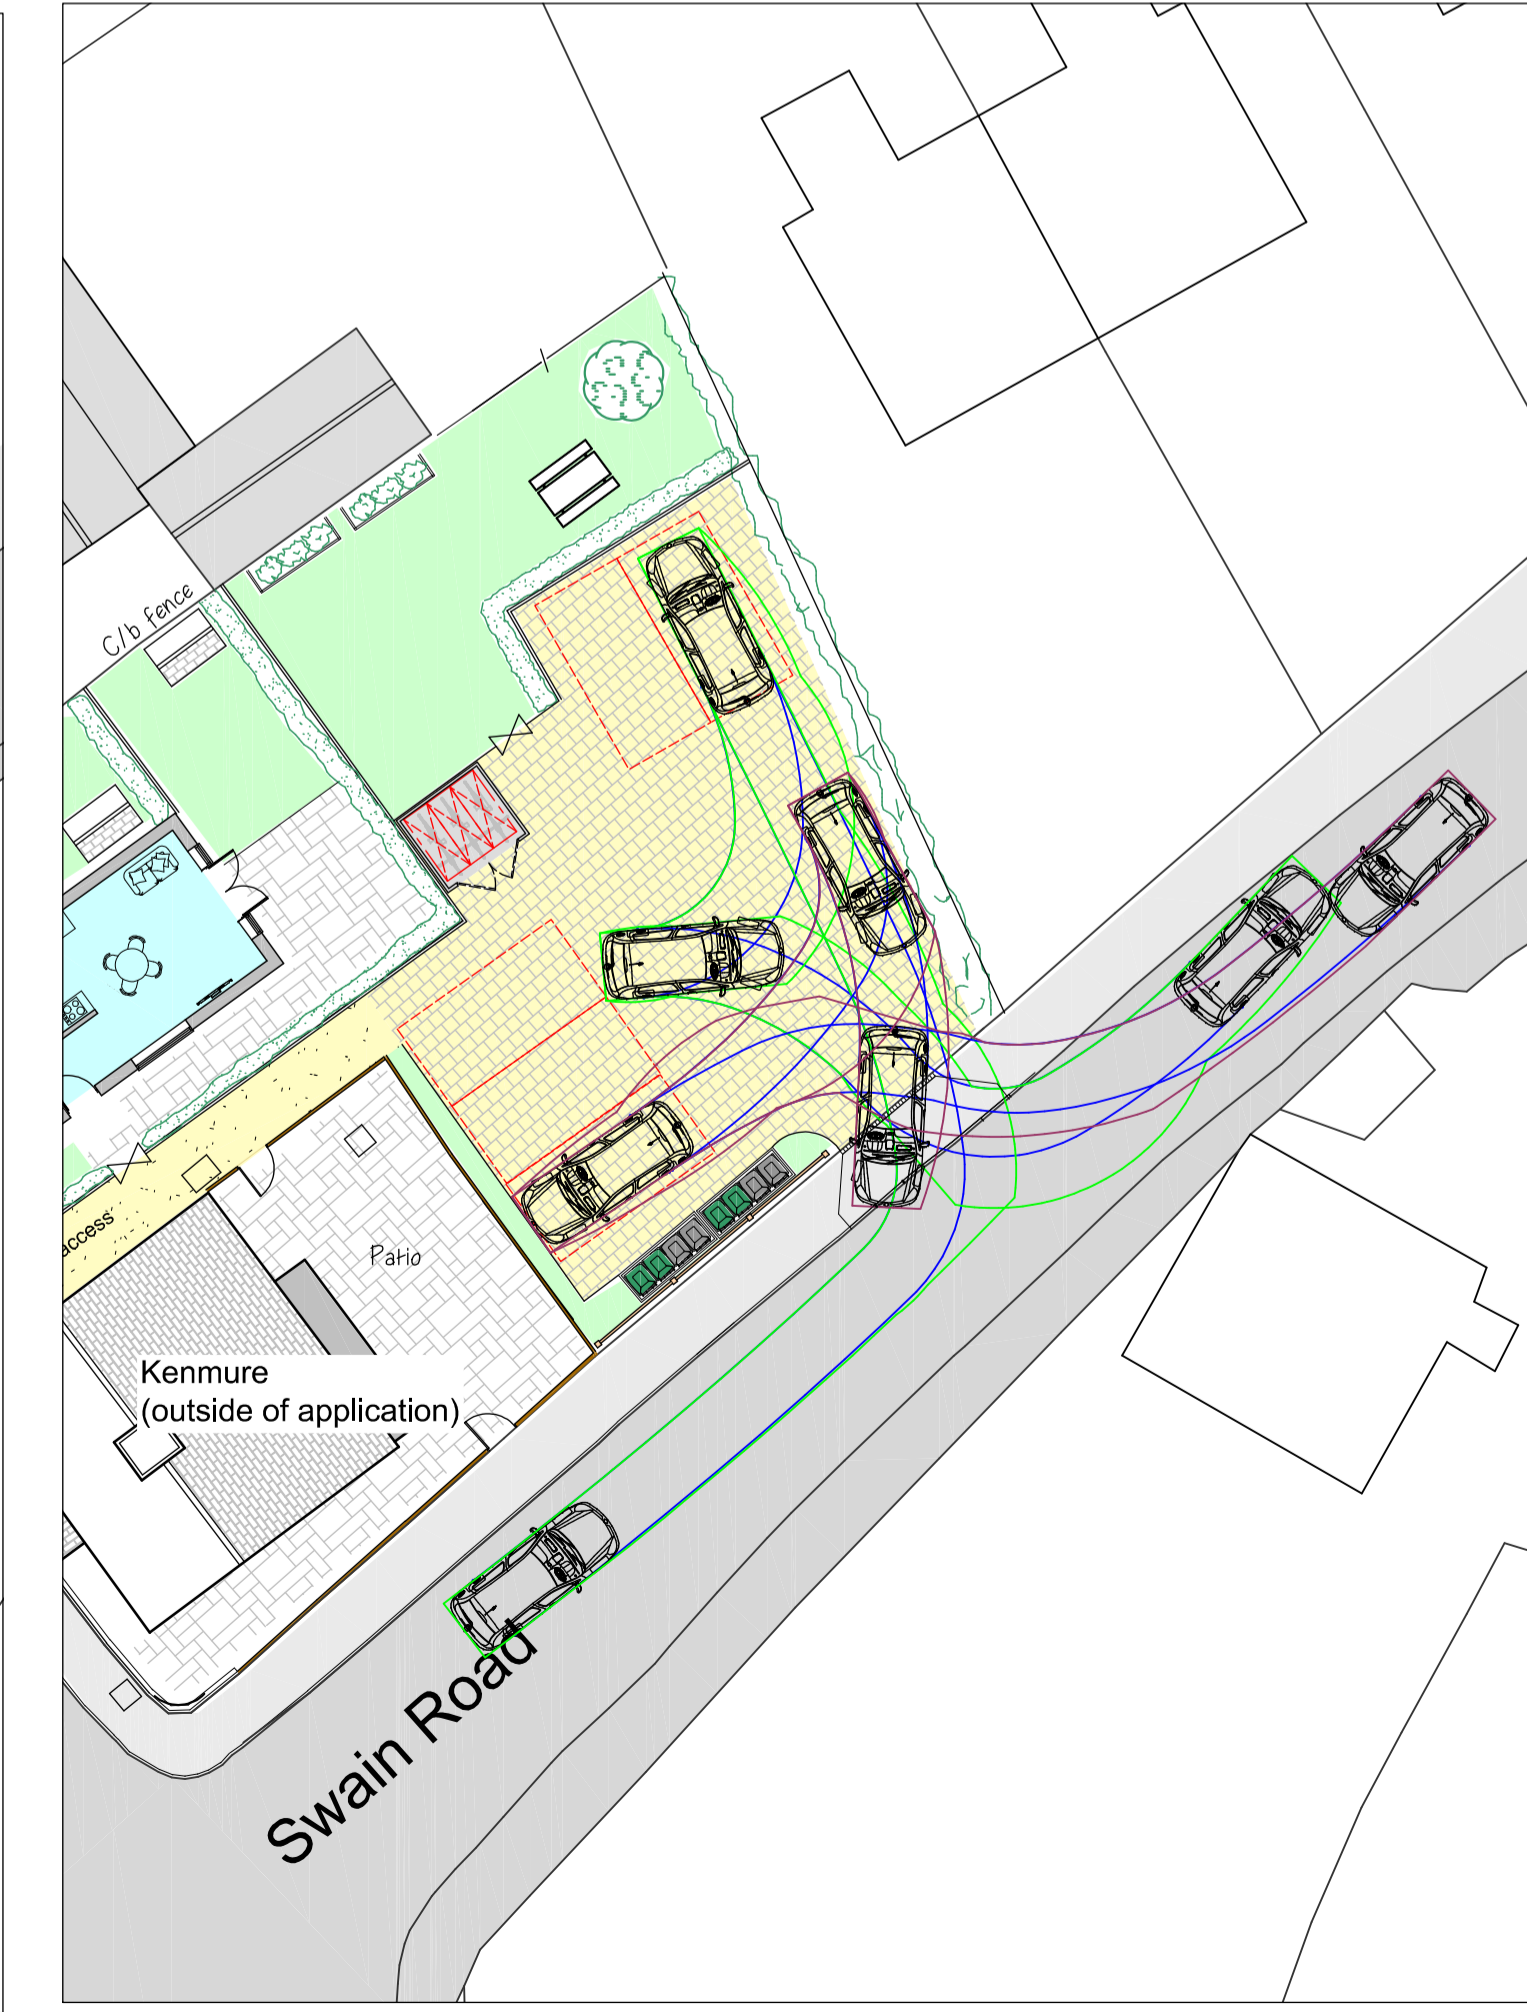 C/b fence
access
Patio
Kenmure
(outside of application)
Swain Road